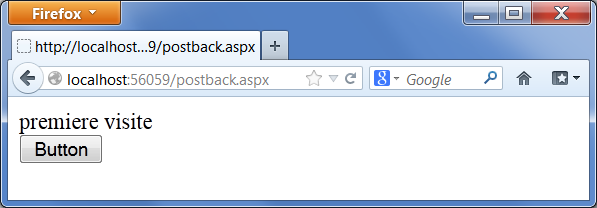 Firefox
http://localhost...9/postback.aspx
localhost:56059/postback.aspx
Google
premiere visite
Button